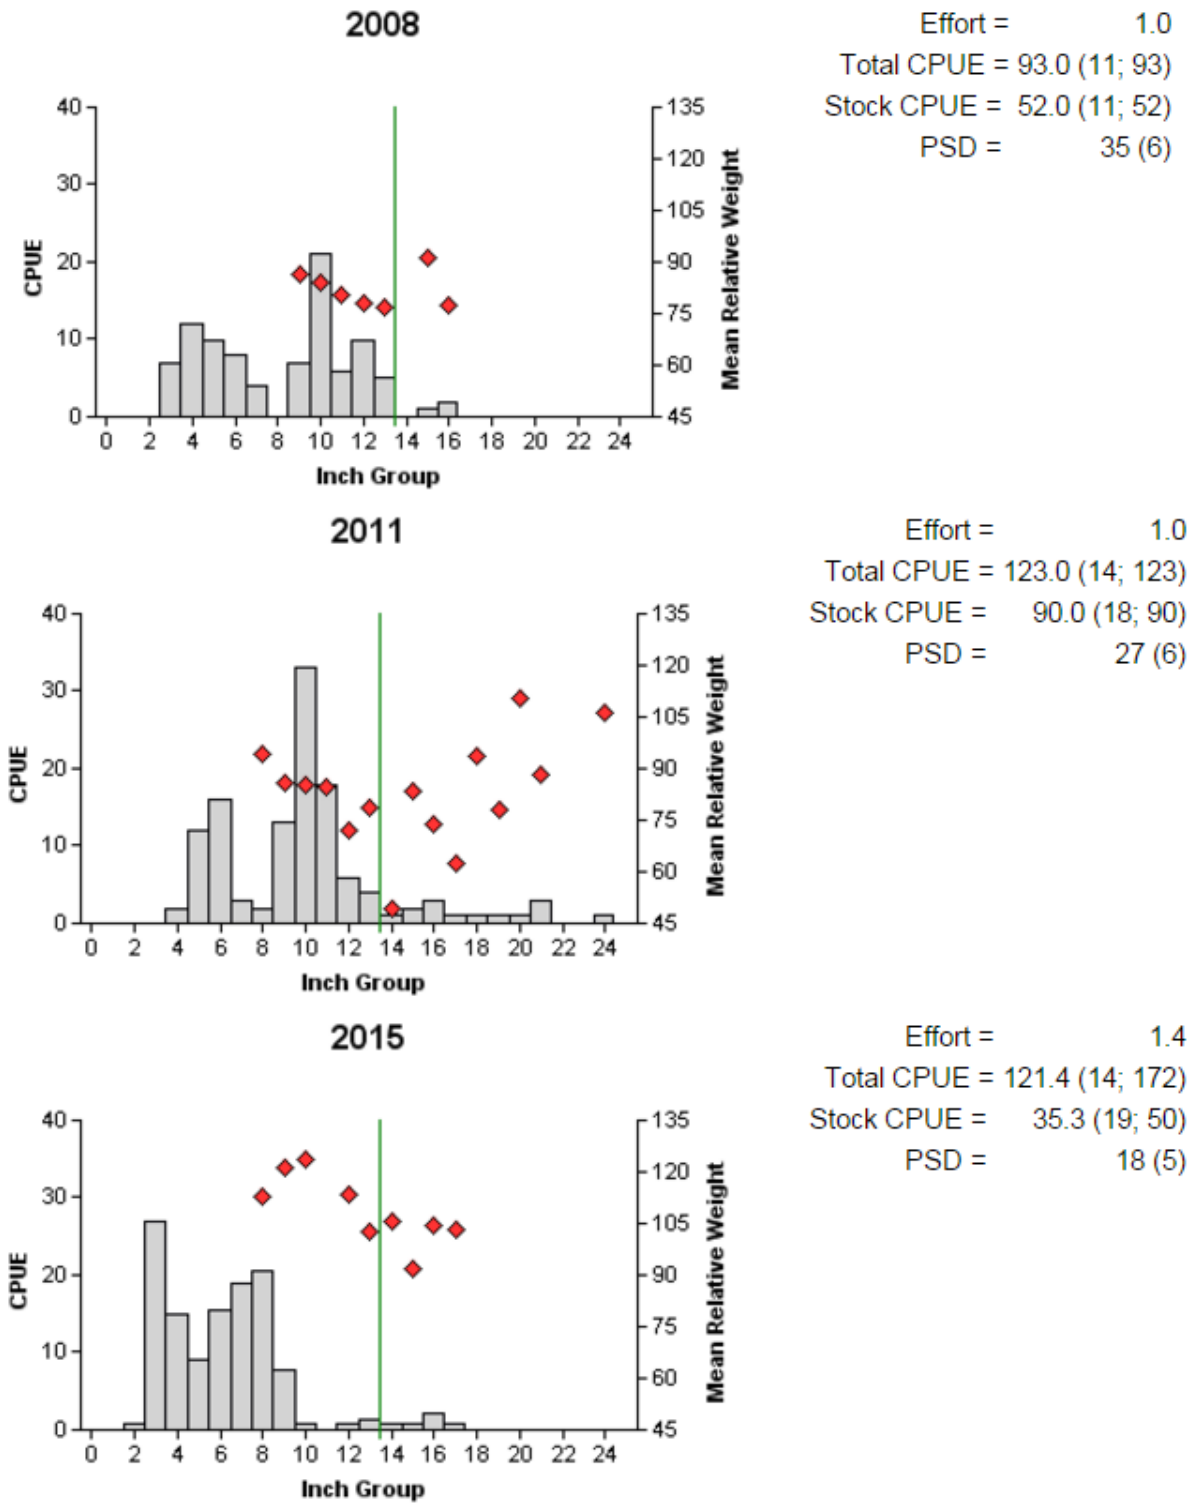 2008
Effort = 1.0
Total CPUE = 93.0 (11; 93)
Stock CPUE = 52.0 (11; 52)
PSD = 35 (6)
40
30
20
10
0
CPUE
135
120
105
90
75
60
45
Mean Relative Weight
0 2 4 6 8 10 12 14 16 18 20 22 24
Inch Group
2011
Effort = 1.0
Total CPUE = 123.0 (14; 123)
Stock CPUE = 90.0 (18; 90)
PSD = 27 (6)
40
30
20
10
0
CPUE
135
120
105
90
75
60
45
Mean Relative Weight
0 2 4 6 8 10 12 14 16 18 20 22 24
Inch Group
2015
Effort = 1.4
Total CPUE = 121.4 (14; 172)
Stock CPUE = 35.3 (19; 50)
PSD = 18 (5)
40
30
20
10
0
CPUE
135
120
105
90
75
60
45
Mean Relative Weight
0 2 4 6 8 10 12 14 16 18 20 22 24
Inch Group